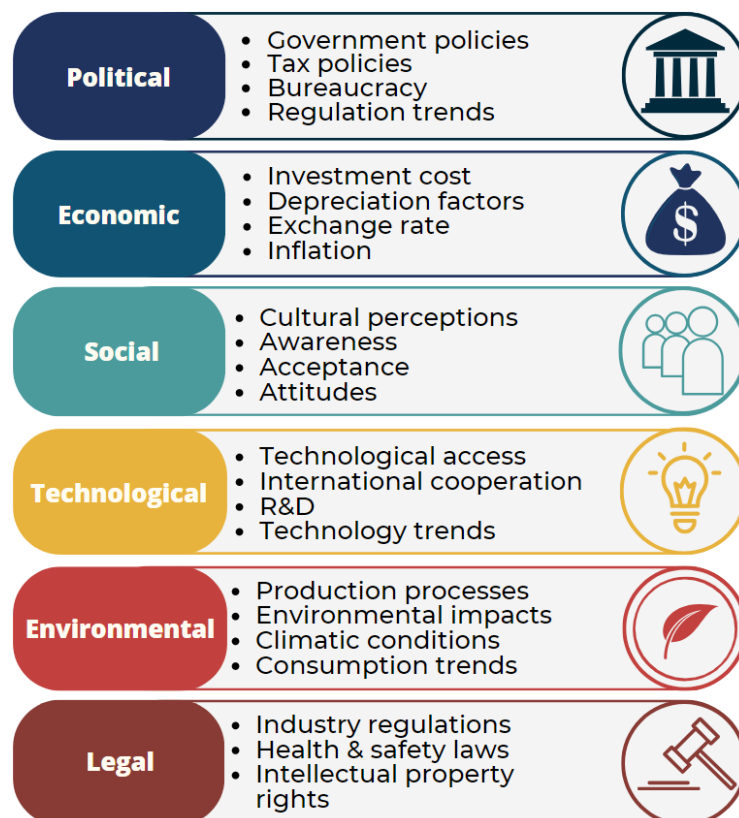 Political
• Government policies
• Tax policies
• Bureaucracy
• Regulation trends
Economic
• Investment cost
• Depreciation factors
• Exchange rate
• Inflation
$
Social
• Cultural perceptions
• Awareness
• Acceptance
• Attitudes
Technological
• Technological access
• International cooperation
• R&D
• Technology trends
Environmental
• Production processes
• Environmental impacts
• Climatic conditions
• Consumption trends
Legal
• Industry regulations
• Health & safety laws
• Intellectual property
rights